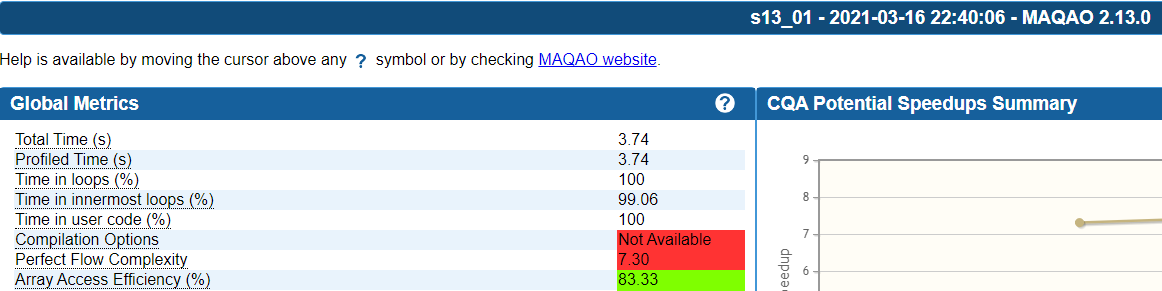 s13_01 - 2021-03-16 22:40:06 - MAQAO 2.13.0
Help is available by moving the cursor above any ? symbol or by checking MAQAO website.
Global Metrics ?
Total Time (s) 3.74
Profiled Time (s) 3.74
Time in loops (%) 100
Time in innermost loops (%) 99.06
Time in user code (%) 100
Compilation Options Not Available
Perfect Flow Complexity 7.30
Array Access Efficiency (%) 83.33
CQA Potential Speedups Summary
9
8
7
6